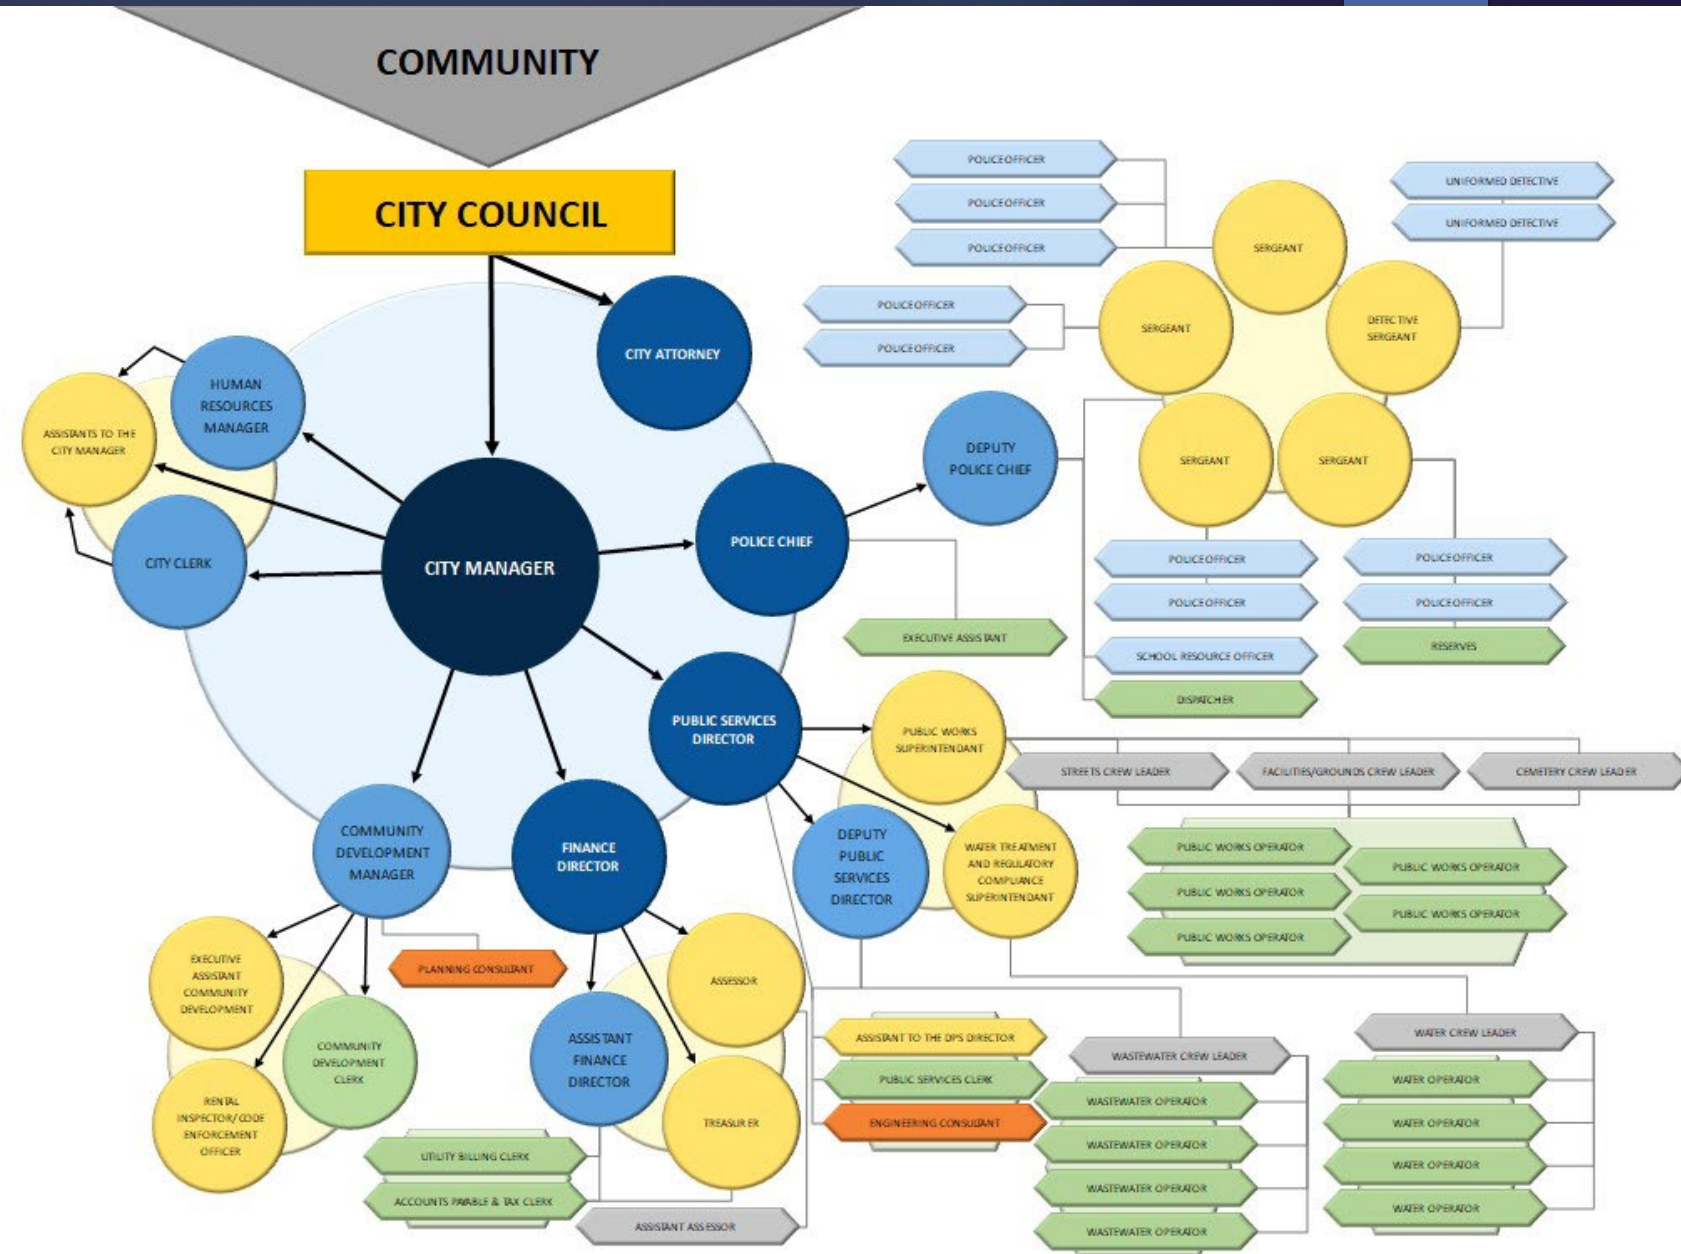 COMMUNITY
CITY COUNCIL
CITY ATTORNEY
HUMAN
RESOURCES
MANAGER
ASSISTANTS TO THE
CITY MANAGER
CITY CLERK
CITY MANAGER
POLICE CHIEF
DEPUTY
POLICE CHIEF
EXECUTIVE ASSISTANT
POLICE OFFICER
POLICE OFFICER
POLICE OFFICER
SERGEANT
UNIFORMED DETECTIVE
UNIFORMED DETECTIVE
POLICE OFFICER
POLICE OFFICER
SERGEANT
DETECTIVE
SERGEANT
SERGEANT
SERGEANT
POLICE OFFICER
POLICE OFFICER
SCHOOL RESOURCE OFFICER
DISPATCHER
POLICE OFFICER
POLICE OFFICER
RESERVES
PUBLIC SERVICES
DIRECTOR
PUBLIC WORKS
SUPERINTENDANT
STREETS CREW LEADER
FACILITIES/GROUNDS CREW LEADER
CEMETERY CREW LEADER
DEPUTY
PUBLIC
SERVICES
DIRECTOR
WATER TREATMENT
AND REGULATORY
COMPLIANCE
SUPERINTENDANT
PUBLIC WORKS OPERATOR
PUBLIC WORKS OPERATOR
PUBLIC WORKS OPERATOR
PUBLIC WORKS OPERATOR
PUBLIC WORKS OPERATOR
COMMUNITY
DEVELOPMENT
MANAGER
FINANCE
DIRECTOR
EXECUTIVE
ASSISTANT
COMMUNITY
DEVELOPMENT
PLANNING CONSULTANT
COMMUNITY
DEVELOPMENT
CLERK
RENTAL
INSPECTOR/CODE
ENFORCEMENT
OFFICER
ASSESSOR
ASSISTANT
FINANCE
DIRECTOR
TREASURER
UTILITY BILLING CLERK
ACCOUNTS PAYABLE & TAX CLERK
ASSISTANT ASSESSOR
ASSISTANT TO THE DPS DIRECTOR
PUBLIC SERVICES CLERK
ENGINEERING CONSULTANT
WASTEWATER CREW LEADER
WASTEWATER OPERATOR
WASTEWATER OPERATOR
WASTEWATER OPERATOR
WASTEWATER OPERATOR
WATER CREW LEADER
WATER OPERATOR
WATER OPERATOR
WATER OPERATOR
WATER OPERATOR